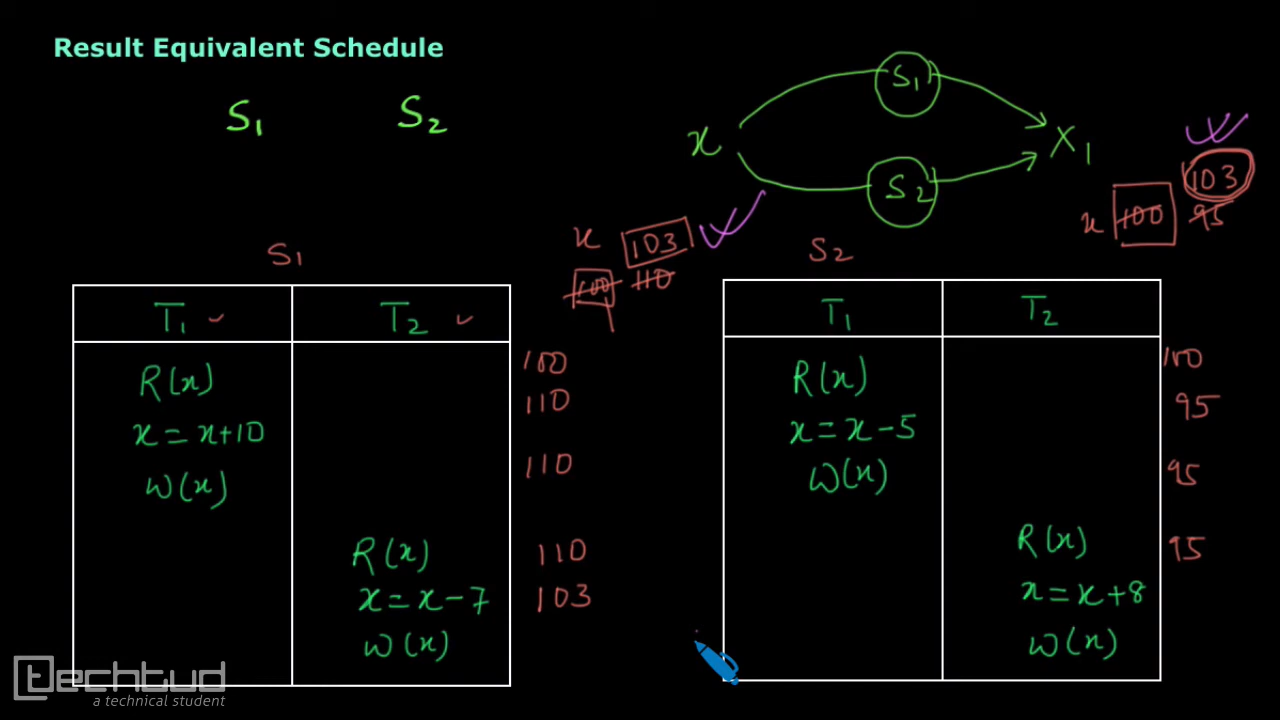 Result Equivalent Schedule
S₁ S₂
x S₁ S₂ X₁
x 103
100 110
x 100 95 103
S₁
T₁ T₂
R(x) 100
x = x+10 110
W(x) 110
R(x) 110
x = x-7 103
W(x)
S₂
T₁ T₂
R(x) 100
x = x-5 95
W(x) 95
R(x) 95
x = x+8
W(x)
techtud
a technical student